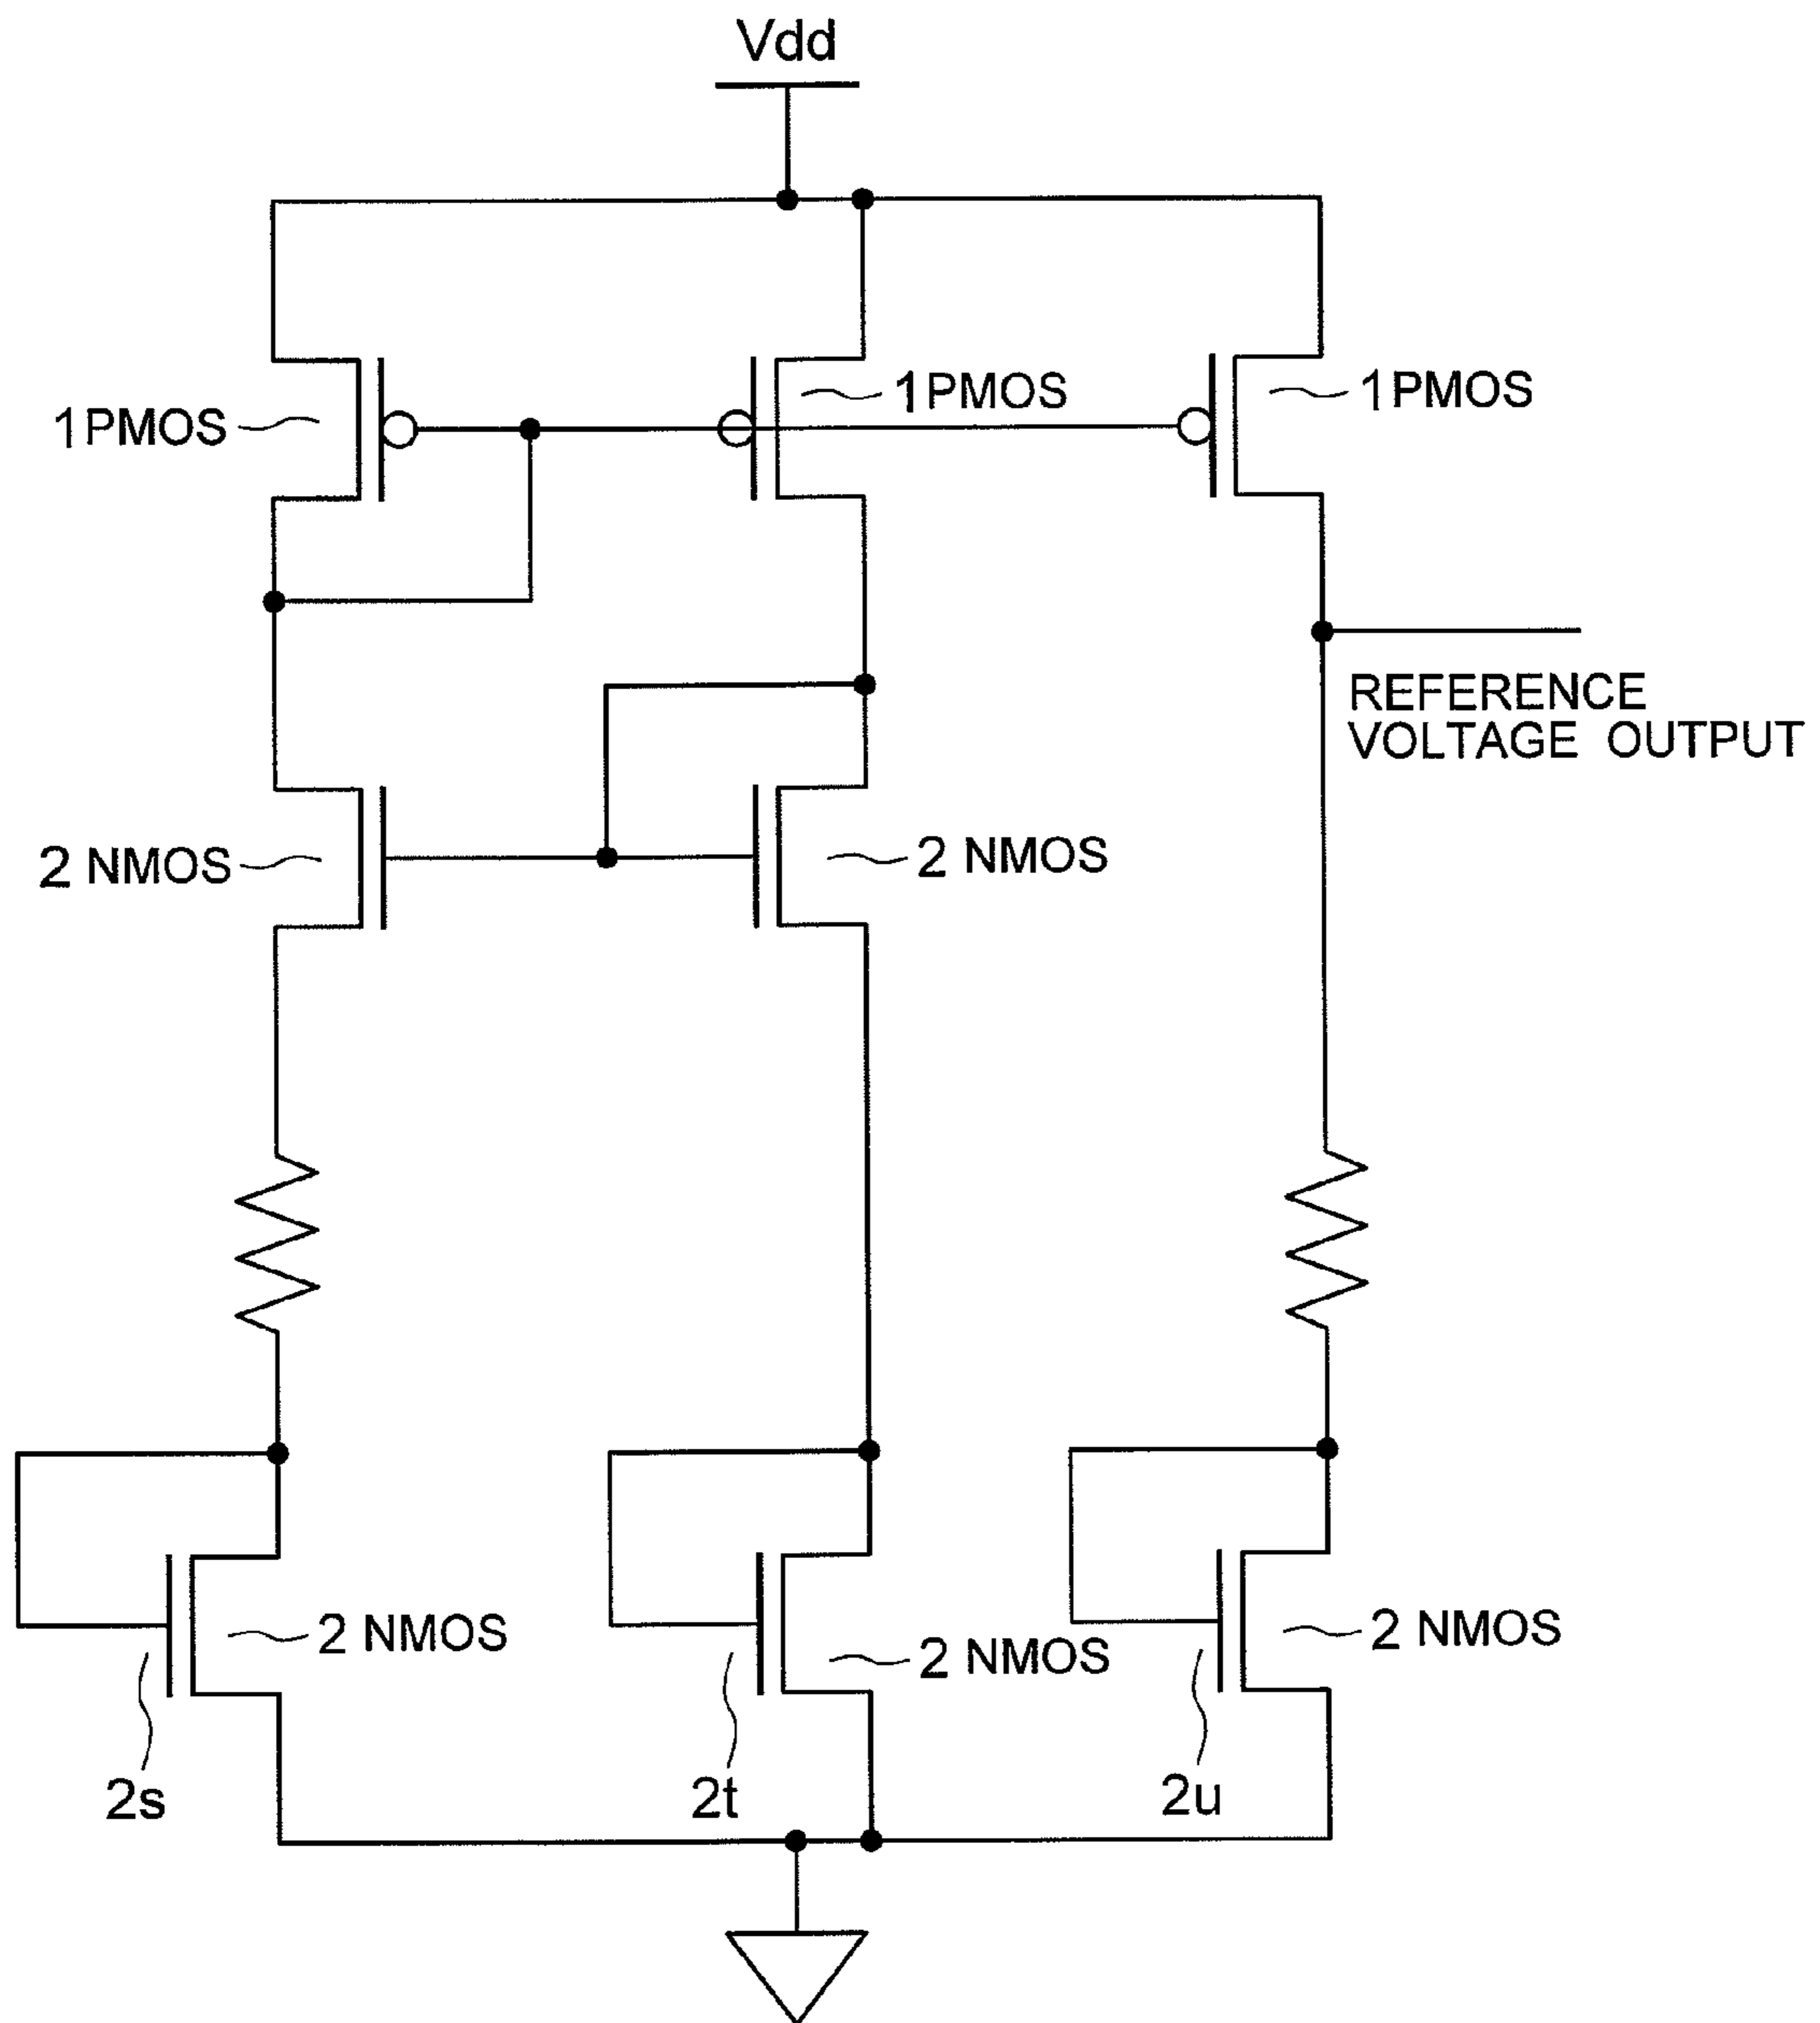 Vdd
1PMOS
1PMOS
1PMOS
REFERENCE
VOLTAGE OUTPUT
2 NMOS
2 NMOS
2 NMOS
2 NMOS
2 NMOS
2s
2t
2u